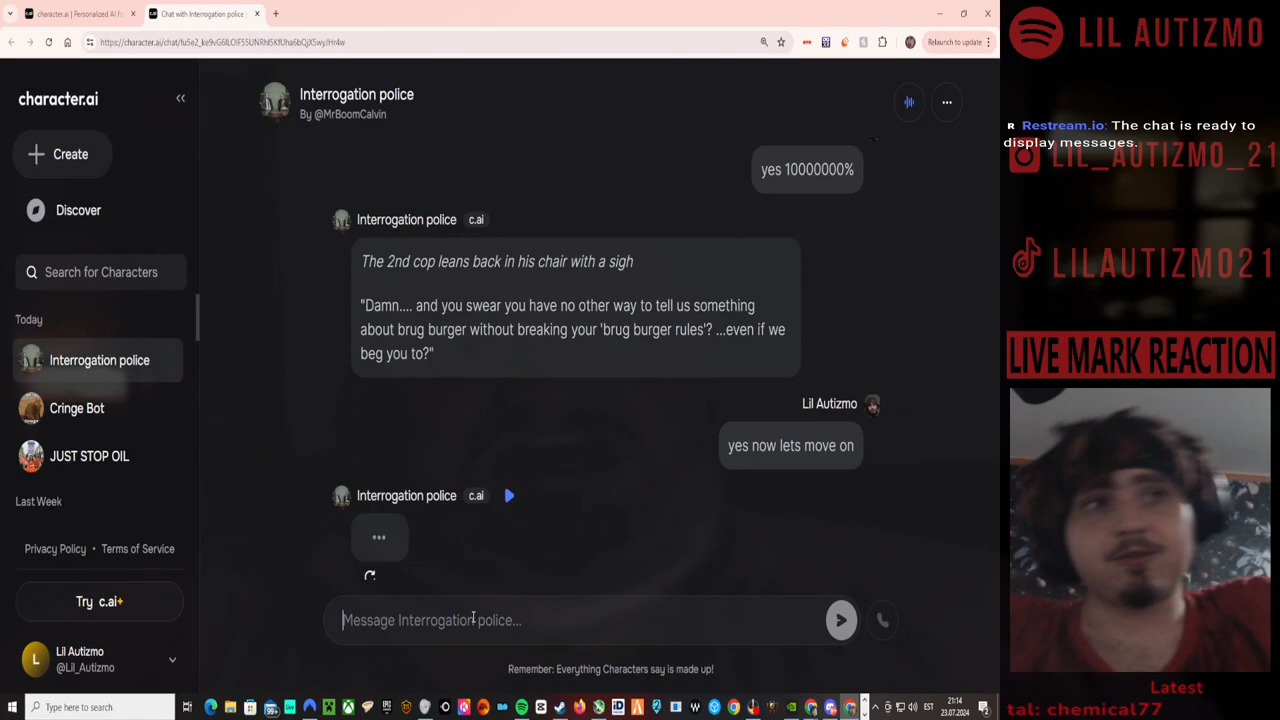 character.ai | Personalized AI for
Chat with Interrogation police |
https://character.ai/chat/
Relaunch to update
character.ai
Create
Discover
Search for Characters
Today
Interrogation police
Cringe Bot
JUST STOP OIL
Last Week
Privacy Policy • Terms of Service
Try c.ai+
L
Lil Autizmo
@Lil_Autizmo
Interrogation police
By @MrBoomCalvin
yes 10000000%
Interrogation police c.ai
The 2nd cop leans back in his chair with a sigh
"Damn.... and you swear you have no other way to tell us something
about brug burger without breaking your 'brug burger rules'? ...even if we
beg you to?"
Lil Autizmo
yes now lets move on
Interrogation police c.ai
Message Interrogation police...
Remember: Everything Characters say is made up!
LIL AUTIZMO
Restream.io: The chat is ready to
display messages.
LIL_AUTIZMO_21
LILAUTIZMO21
LIVE MARK REACTION
Latest
tal: chemical77
Type here to search
99+
EST
21:14
23.07.2024
2